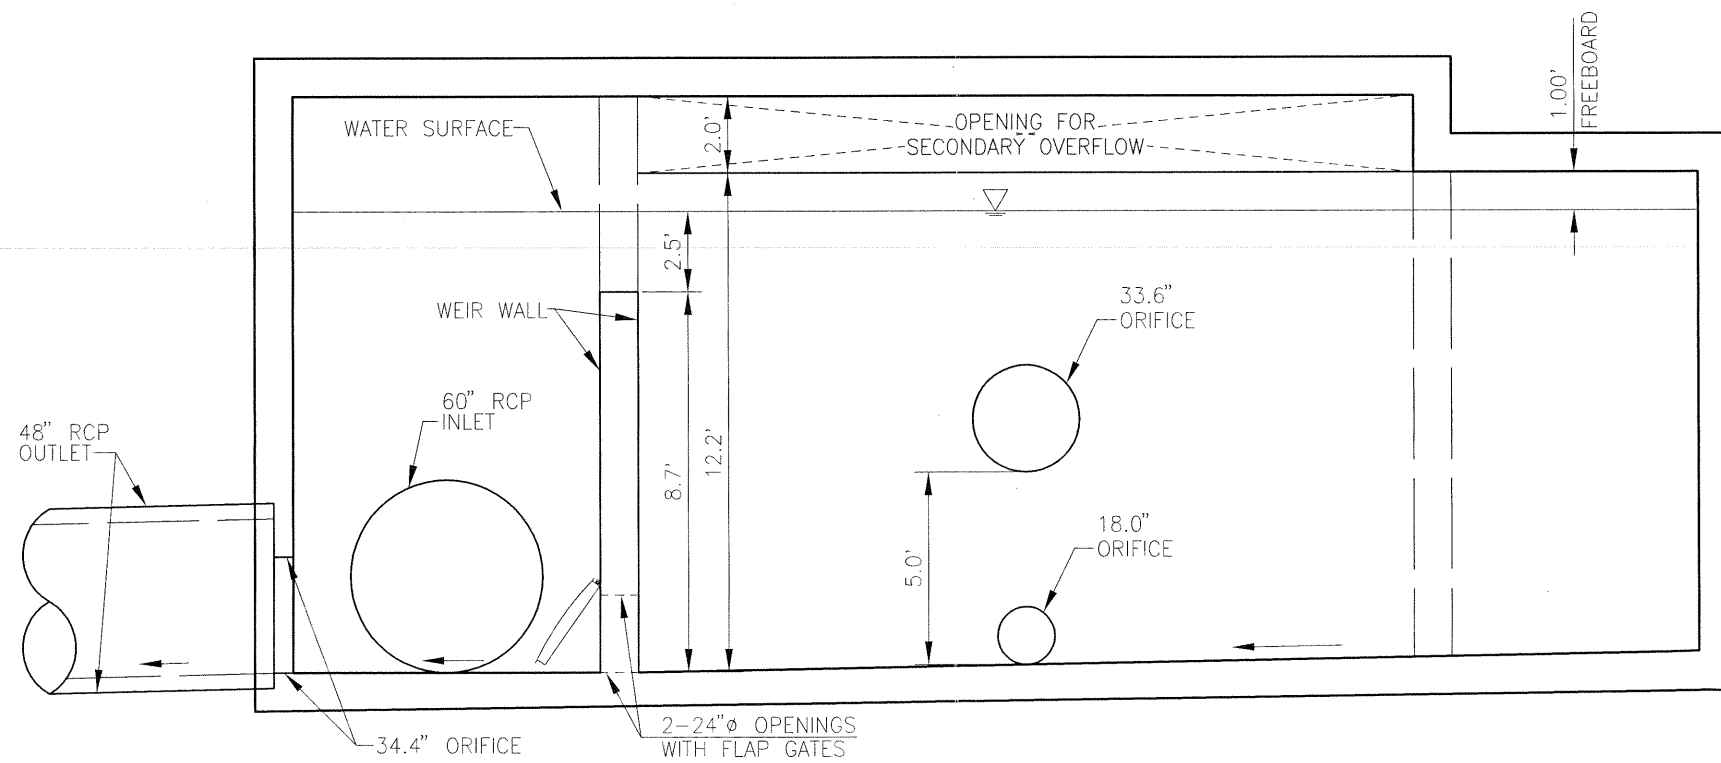 1.00'
FREEBOARD
WATER SURFACE
2.0'
OPENING FOR
SECONDARY OVERFLOW
2.5'
WEIR WALL
33.6"
ORIFICE
60" RCP
INLET
48" RCP
OUTLET
8.7'
12.2'
5.0'
18.0"
ORIFICE
34.4" ORIFICE
2-24"ø OPENINGS
WITH FLAP GATES